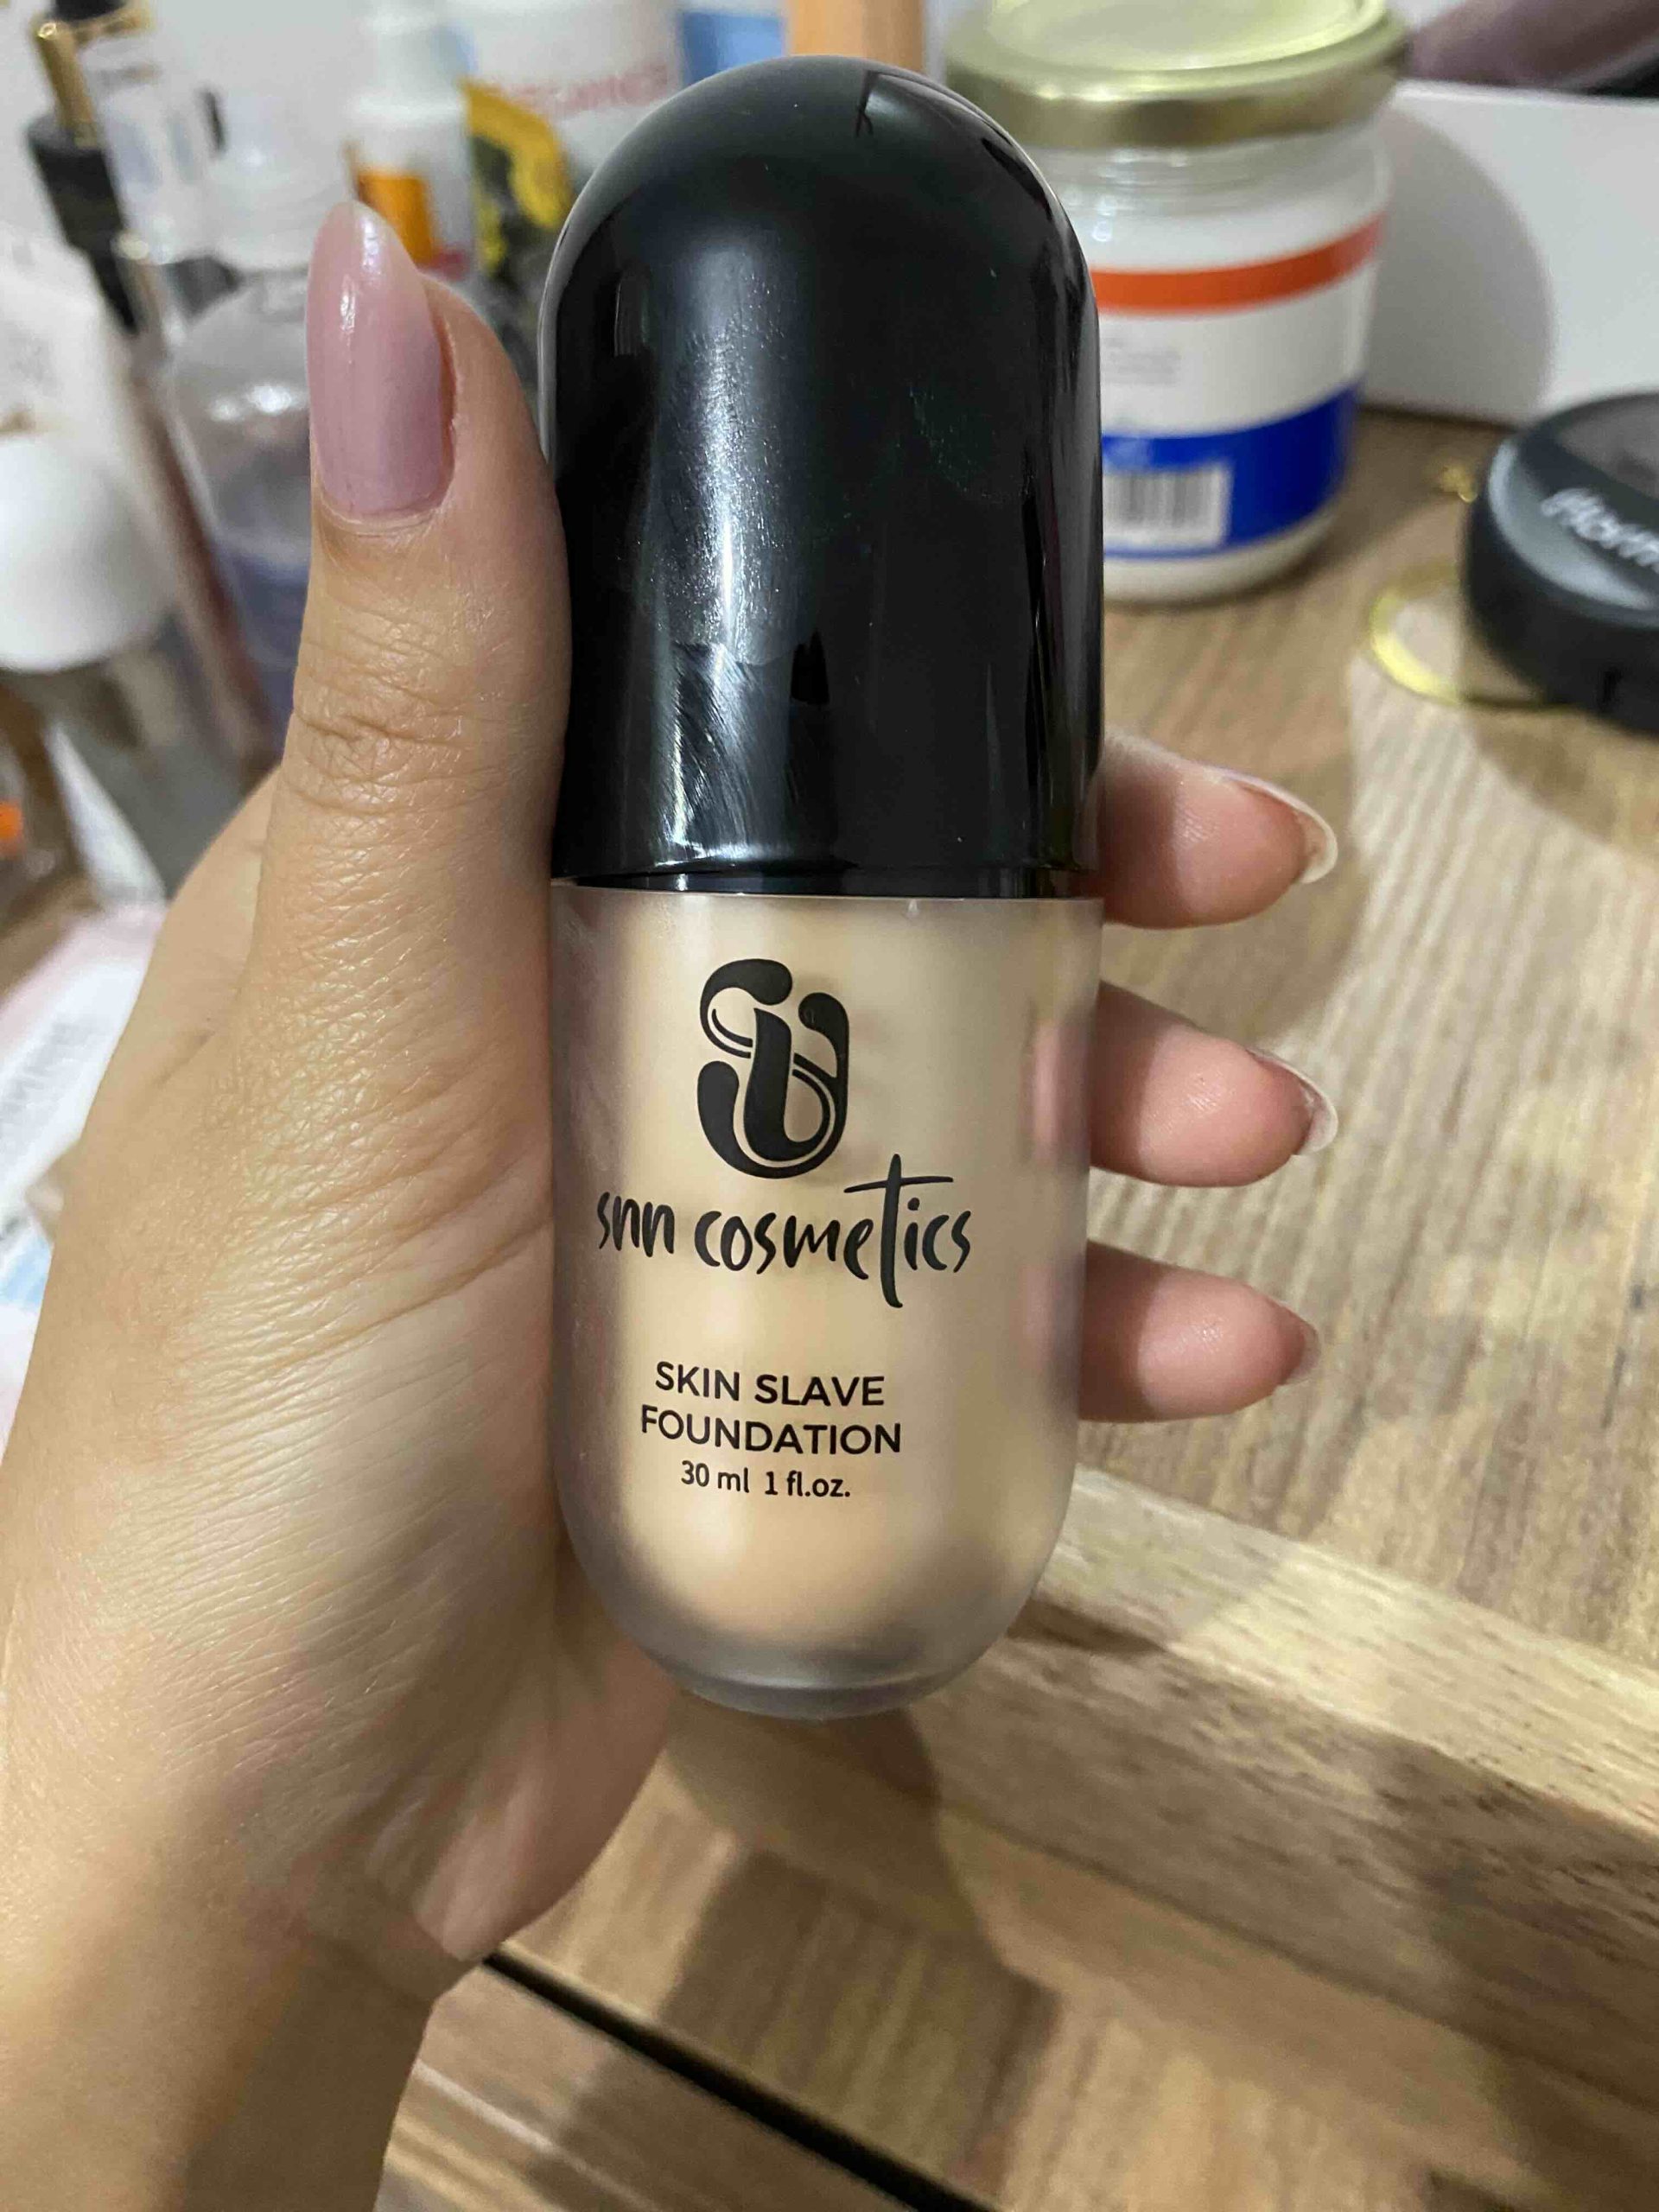 snn cosmetics
SKIN SLAVE
FOUNDATION
30 ml 1 fl.oz.